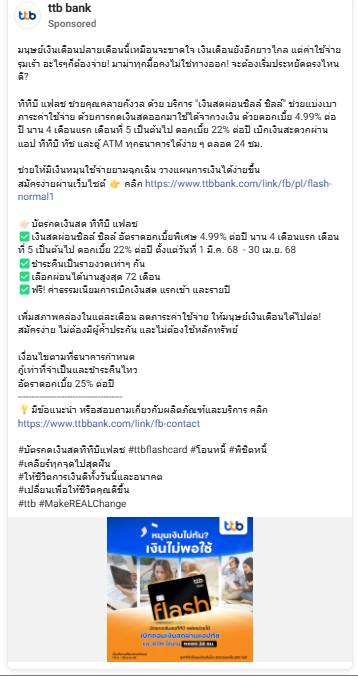 ttb
ttb bank
Sponsored
มนุษย์เงินเดือนปลายเดือนนี้เหมือนจะขาดใจ เงินเดือนยังอีกยาวไกล แต่ค่าใช้จ่าย
รุมเร้า อะไรๆก็ต้องจ่าย! มาม่าทุกมื้อคงไม่ใช่ทางออก! จะต้องเริ่มประหยัดตรงไหน
ดี?
ทีทีบี แฟลช ช่วยคุณคลายกังวล ด้วย บริการ "เงินสดผ่อนชิลล์ ชิลล์" ช่วยแบ่งเบา
ภาระค่าใช้จ่าย ด้วยการกดเงินสดออกมาใช้ได้จากวงเงิน ด้วยดอกเบี้ย 4.99% ต่อ
ปี นาน 4 เดือนแรก เดือนที่ 5 เป็นต้นไป ดอกเบี้ย 22% ต่อปี เบิกเงินสะดวกผ่าน
แอป ทีทีบี ทัช และตู้ ATM ทุกธนาคารได้ง่าย ๆ ตลอด 24 ชม.
ช่วยให้มีเงินหมุนใช้จ่ายยามฉุกเฉิน วางแผนการเงินได้ง่ายขึ้น
สมัครง่ายผ่านเว็บไซต์ 👉 คลิก https://www.ttbbank.com/link/fb/pl/flash-
normal1
👉🏻บัตรกดเงินสด ทีทีบี แฟลช
✅เงินสดผ่อนชิลล์ ชิลล์ อัตราดอกเบี้ยพิเศษ 4.99% ต่อปี นาน 4 เดือนแรก เดือน
ที่ 5 เป็นต้นไป ดอกเบี้ย 22% ต่อปี ตั้งแต่วันที่ 1 มี.ค. 68 - 30 เม.ย. 68
✅ชำระคืนเป็นรายงวดเท่าๆ กัน
✅เลือกผ่อนได้นานสูงสุด 72 เดือน
✅ฟรี! ค่าธรรมเนียมการเบิกเงินสด แรกเข้า และรายปี
เพิ่มสภาพคล่องในแต่ละเดือน ลดภาระค่าใช้จ่าย ให้มนุษย์เงินเดือนได้ไปต่อ!
สมัครง่าย ไม่ต้องมีผู้ค้ำประกัน และไม่ต้องใช้หลักทรัพย์
เงื่อนไขตามที่ธนาคารกำหนด
กู้เท่าที่จำเป็นและชำระคืนไหว
อัตราดอกเบี้ย 25% ต่อปี
------------------------------------
💡มีข้อแนะนำ หรือสอบถามเกี่ยวกับผลิตภัณฑ์และบริการ คลิก
https://www.ttbbank.com/link/fb-contact
#บัตรกดเงินสดทีทีบีแฟลช #ttbflashcard #โอนหนี้ #พิชิตหนี้
#เคลียร์ทุกจุดไปสุดฝัน
#ให้ชีวิตการเงินดีทั้งวันนี้และอนาคต
#เปลี่ยนเพื่อให้ชีวิตคุณดีขึ้น
#ttb #MakeREALChange
ttb
หมุนเงินไม่ทัน?
เงินไม่พอใช้
flash
เบิกถอนเงินสดผ่านแอปทัช
ตลอด 24 ชม.